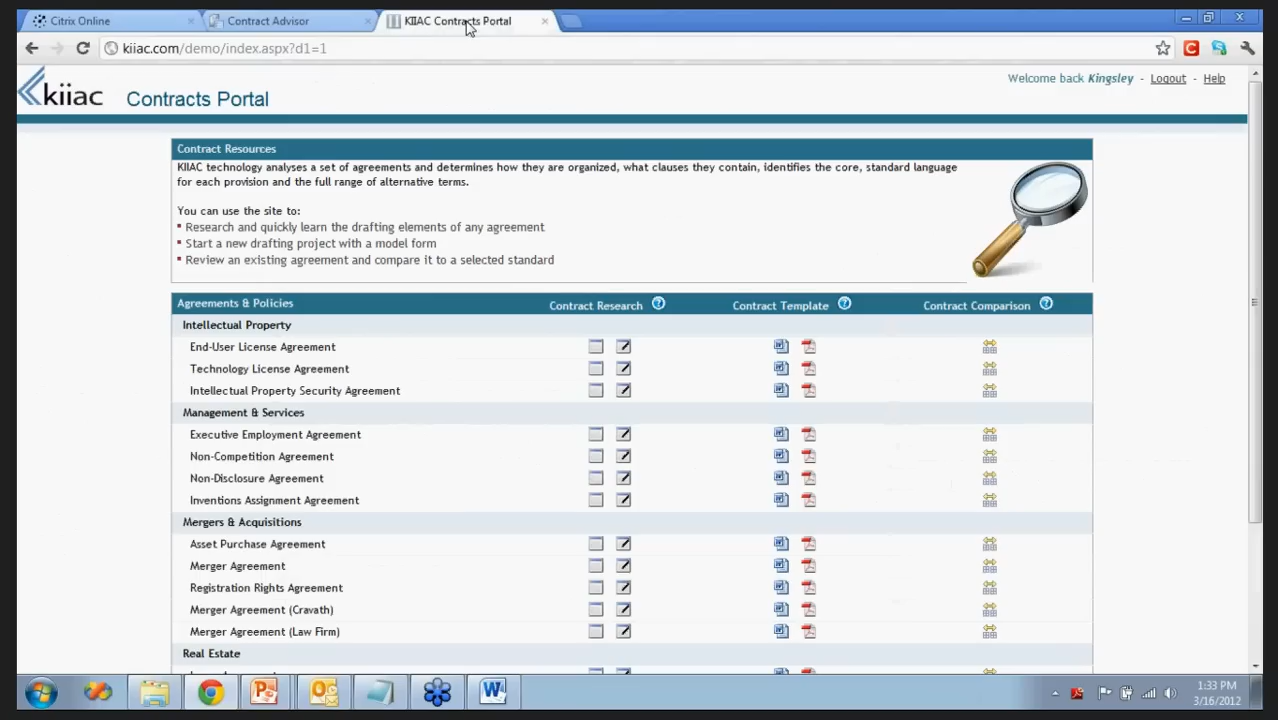 Citrix Online
Contract Advisor
KIIAC Contracts Portal
kiiac.com/demo/index.aspx?d1=1
Welcome back Kingsley - Logout - Help
kiiac Contracts Portal
Contract Resources
KIIAC technology analyses a set of agreements and determines how they are organized, what clauses they contain, identifies the core, standard language
for each provision and the full range of alternative terms.
You can use the site to:
Research and quickly learn the drafting elements of any agreement
Start a new drafting project with a model form
Review an existing agreement and compare it to a selected standard
Agreements & Policies Contract Research ? Contract Template ? Contract Comparison ?
Intellectual Property
End-User License Agreement
Technology License Agreement
Intellectual Property Security Agreement
Management & Services
Executive Employment Agreement
Non-Competition Agreement
Non-Disclosure Agreement
Inventions Assignment Agreement
Mergers & Acquisitions
Asset Purchase Agreement
Merger Agreement
Registration Rights Agreement
Merger Agreement (Cravath)
Merger Agreement (Law Firm)
Real Estate
1:33 PM
3/16/2012